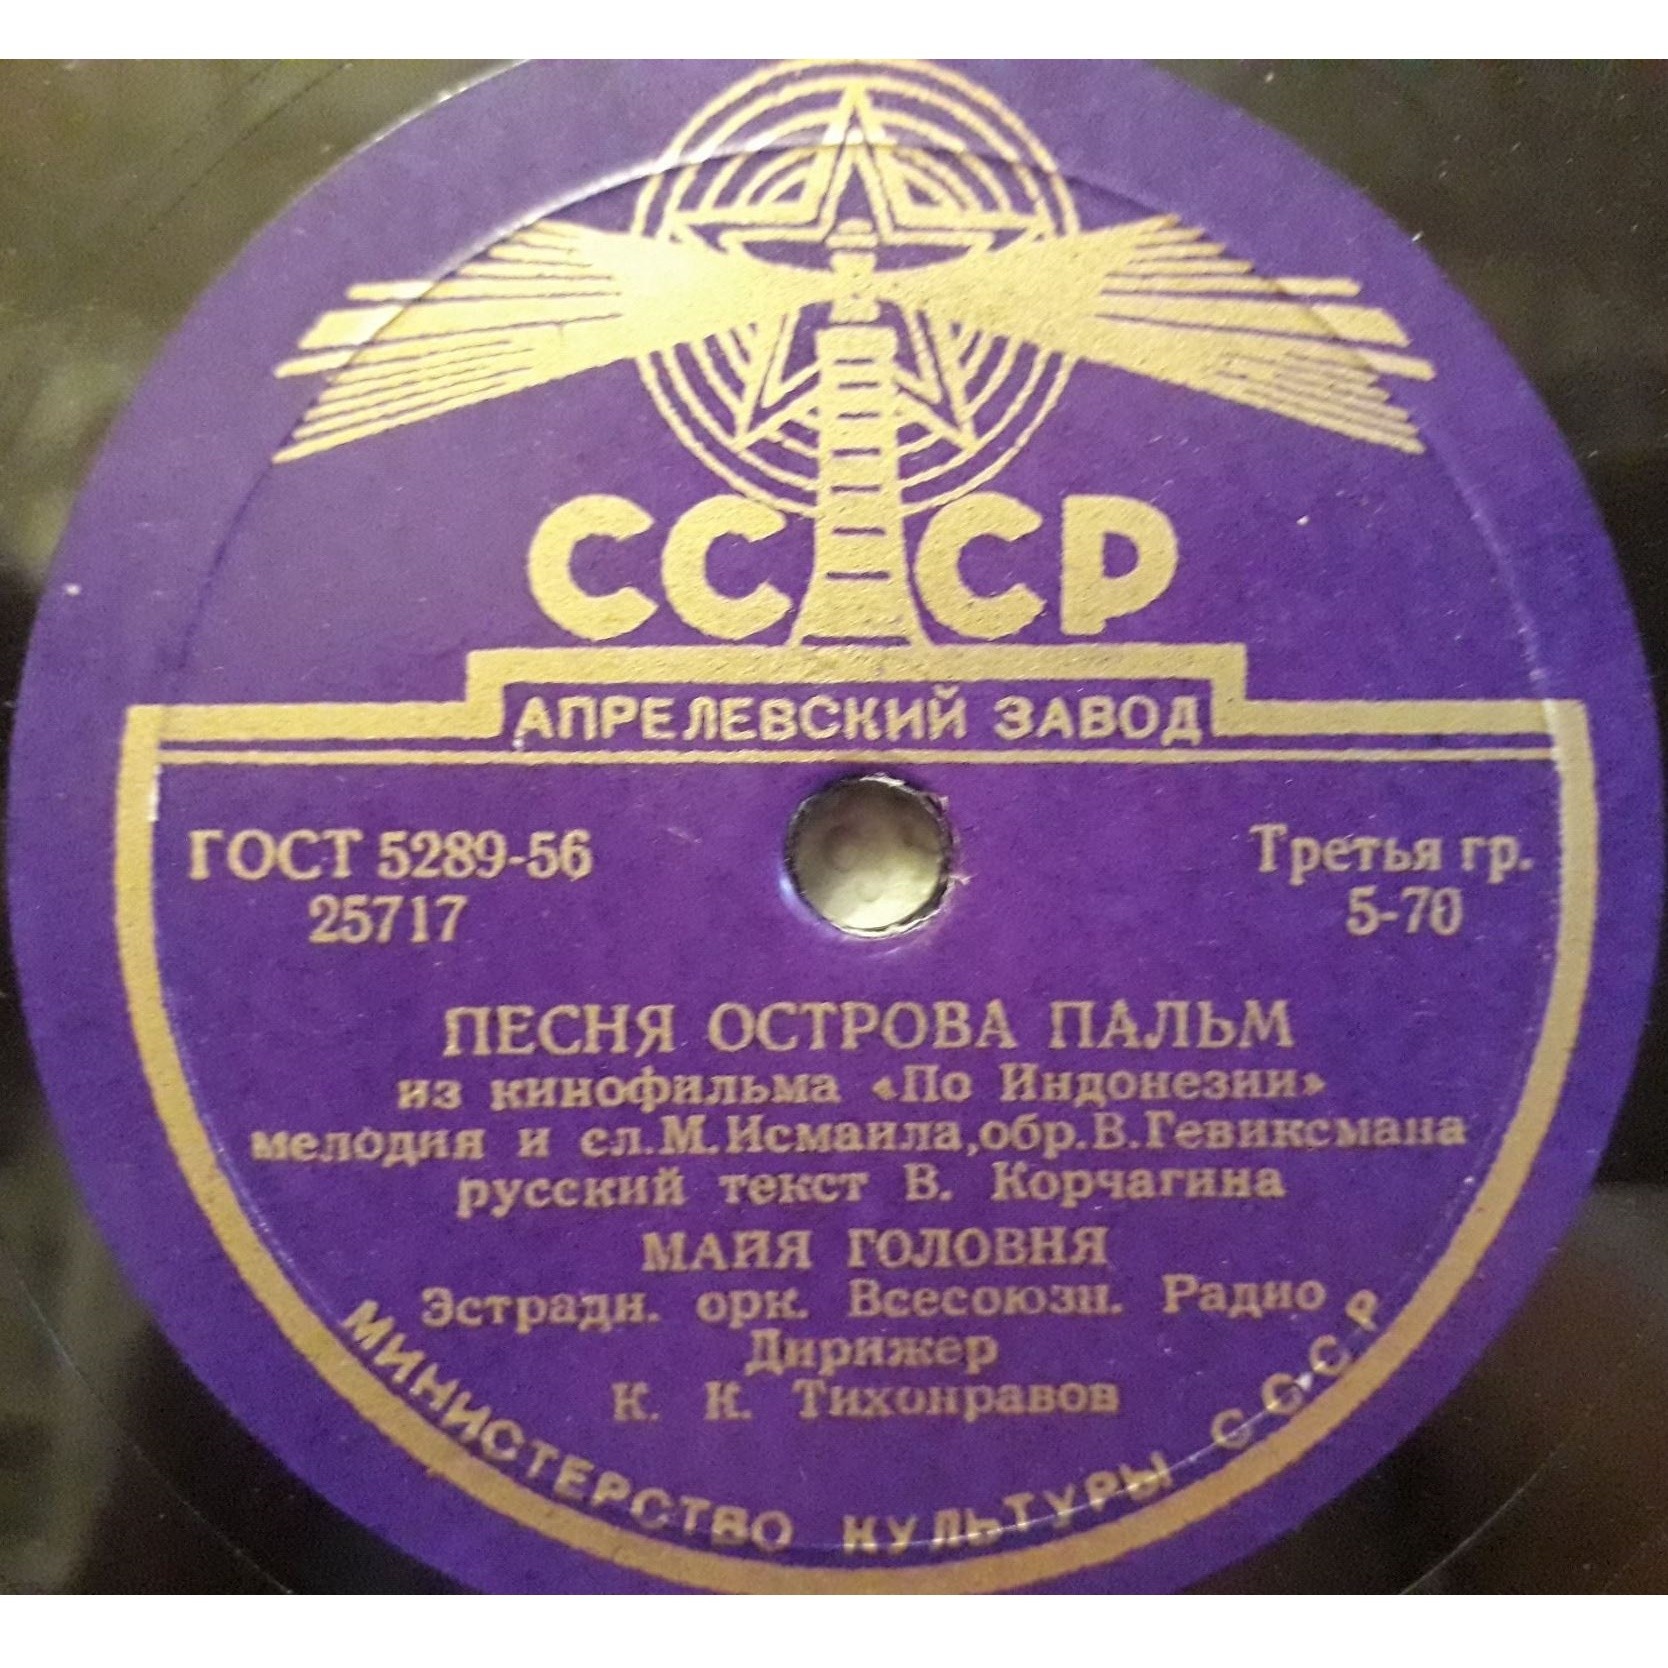 СССР
АПРЕЛЕВСКИЙ ЗАВОД
ГОСТ 5289-56
25717
Третья гр.
5-70
ПЕСНЯ ОСТРОВА ПАЛЬМ
из кинофильма «По Индонезии»
мелодия и сл.М.Исмаила,обр.В.Гевиксмана
русский текст В. Корчагина
МАЙЯ ГОЛОВНЯ
Эстрадн. орк. Всесоюзн. Радио
Дирижер
К. К. Тихонравов
МИНИСТЕРСТВО КУЛЬТУРЫ С.С.С.Р